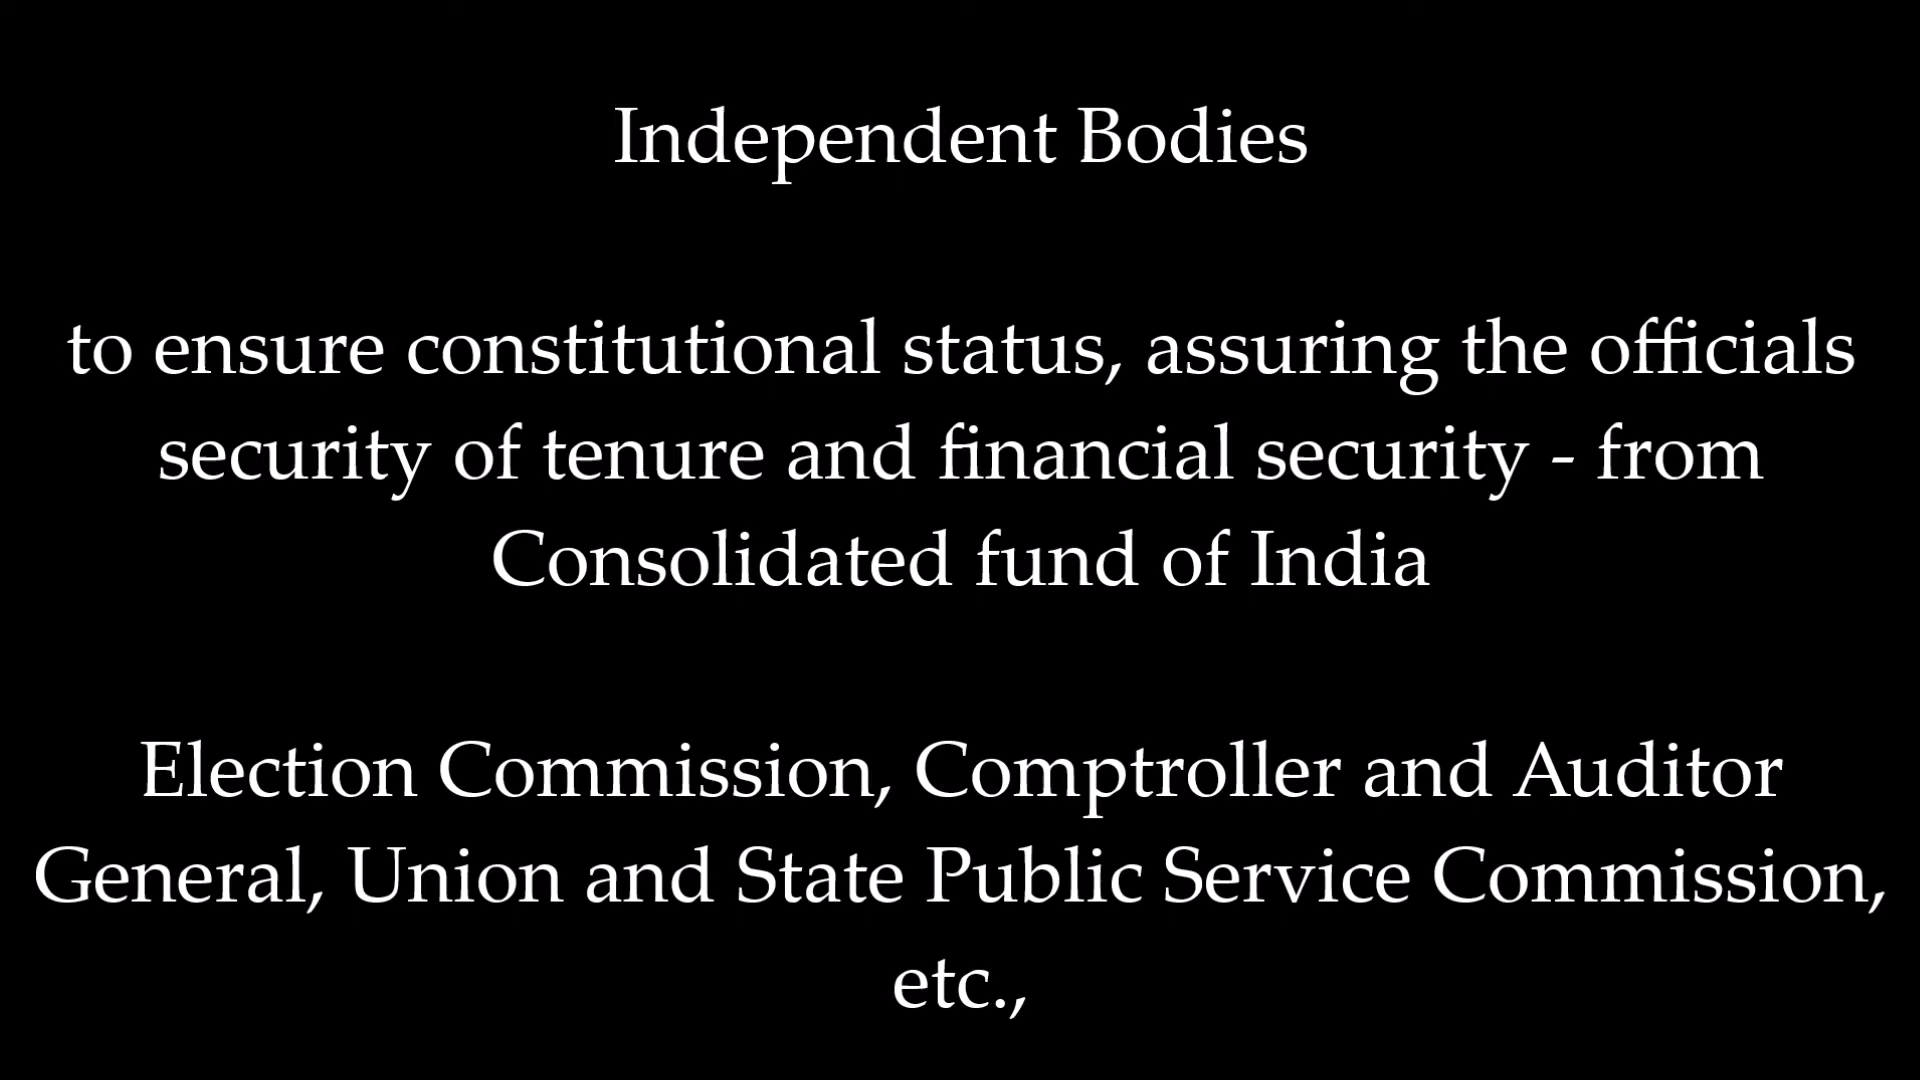 Independent Bodies
to ensure constitutional status, assuring the officials
security of tenure and financial security - from
Consolidated fund of India
Election Commission, Comptroller and Auditor
General, Union and State Public Service Commission,
etc.,